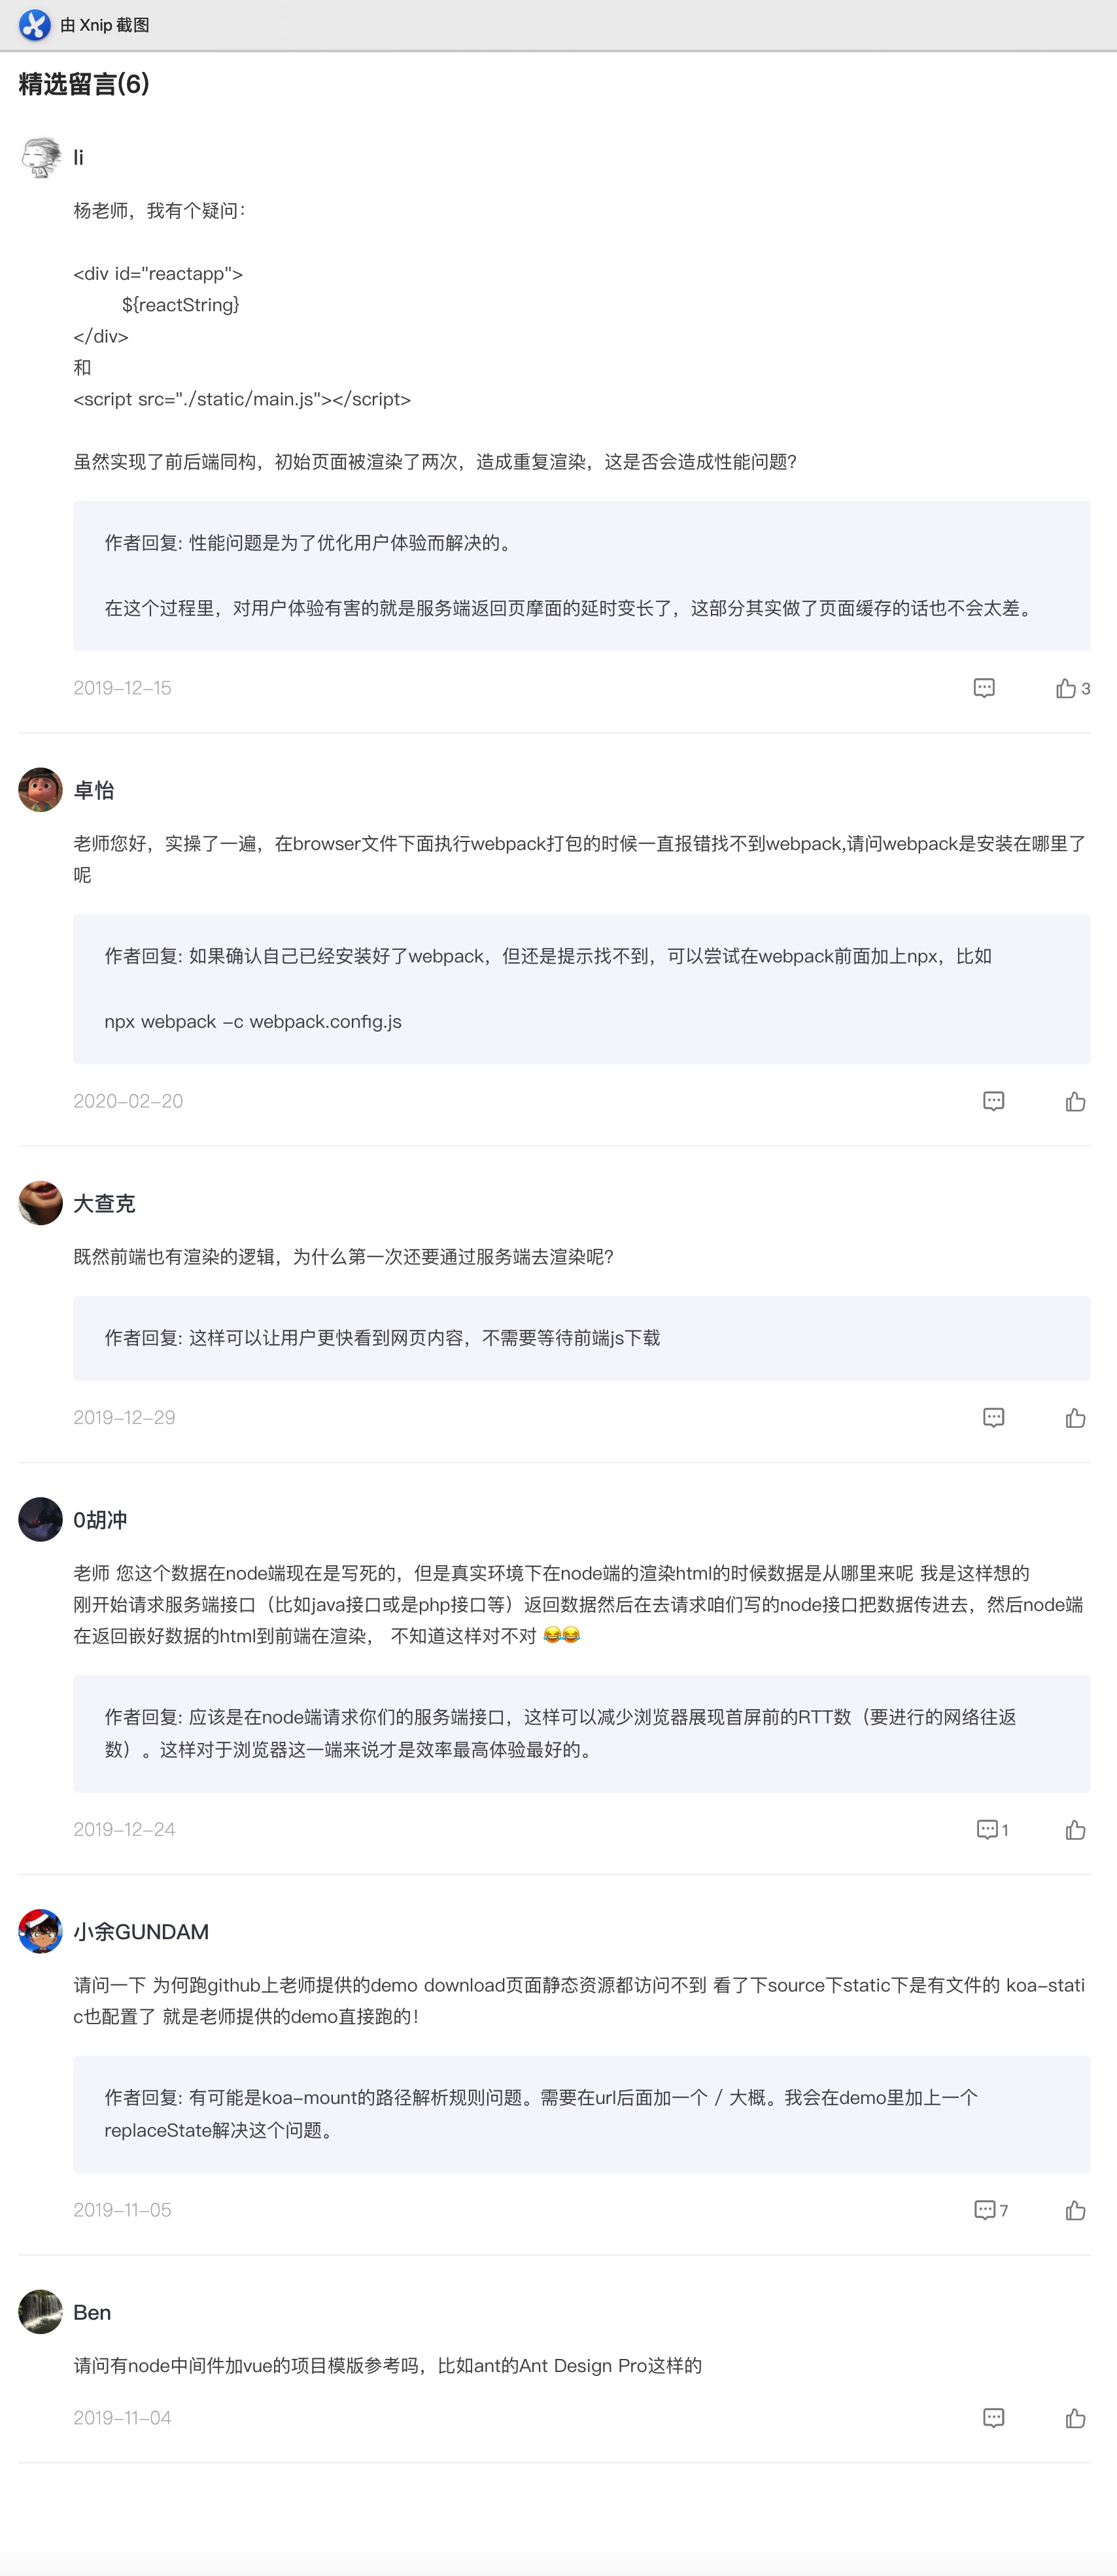 由 Xnip 截图
精选留言(6)
li
杨老师，我有个疑问：
<div id="reactapp">
${reactString}
</div>
和
<script src="./static/main.js"></script>
虽然实现了前后端同构，初始页面被渲染了两次，造成重复渲染，这是否会造成性能问题？
作者回复: 性能问题是为了优化用户体验而解决的。
在这个过程里，对用户体验有害的就是服务端返回页摩面的延时变长了，这部分其实做了页面缓存的话也不会太差。
2019-12-15
3
卓怡
老师您好，实操了一遍，在browser文件下面执行webpack打包的时候一直报错找不到webpack,请问webpack是安装在哪里了
呢
作者回复: 如果确认自己已经安装好了webpack，但还是提示找不到，可以尝试在webpack前面加上npx，比如
npx webpack -c webpack.config.js
2020-02-20
大查克
既然前端也有渲染的逻辑，为什么第一次还要通过服务端去渲染呢？
作者回复: 这样可以让用户更快看到网页内容，不需要等待前端js下载
2019-12-29
0胡冲
老师 您这个数据在node端现在是写死的，但是真实环境下在node端的渲染html的时候数据是从哪里来呢 我是这样想的
刚开始请求服务端接口（比如java接口或是php接口等）返回数据然后在去请求咱们写的node接口把数据传进去，然后node端
在返回嵌好数据的html到前端在渲染， 不知道这样对不对 😂😂
作者回复: 应该是在node端请求你们的服务端接口，这样可以减少浏览器展现首屏前的RTT数（要进行的网络往返
数）。这样对于浏览器这一端来说才是效率最高体验最好的。
2019-12-24
1
小余GUNDAM
请问一下 为何跑github上老师提供的demo download页面静态资源都访问不到 看了下source下static下是有文件的 koa-stati
c也配置了 就是老师提供的demo直接跑的！
作者回复: 有可能是koa-mount的路径解析规则问题。需要在url后面加一个 / 大概。我会在demo里加上一个
replaceState解决这个问题。
2019-11-05
7
Ben
请问有node中间件加vue的项目模版参考吗，比如ant的Ant Design Pro这样的
2019-11-04